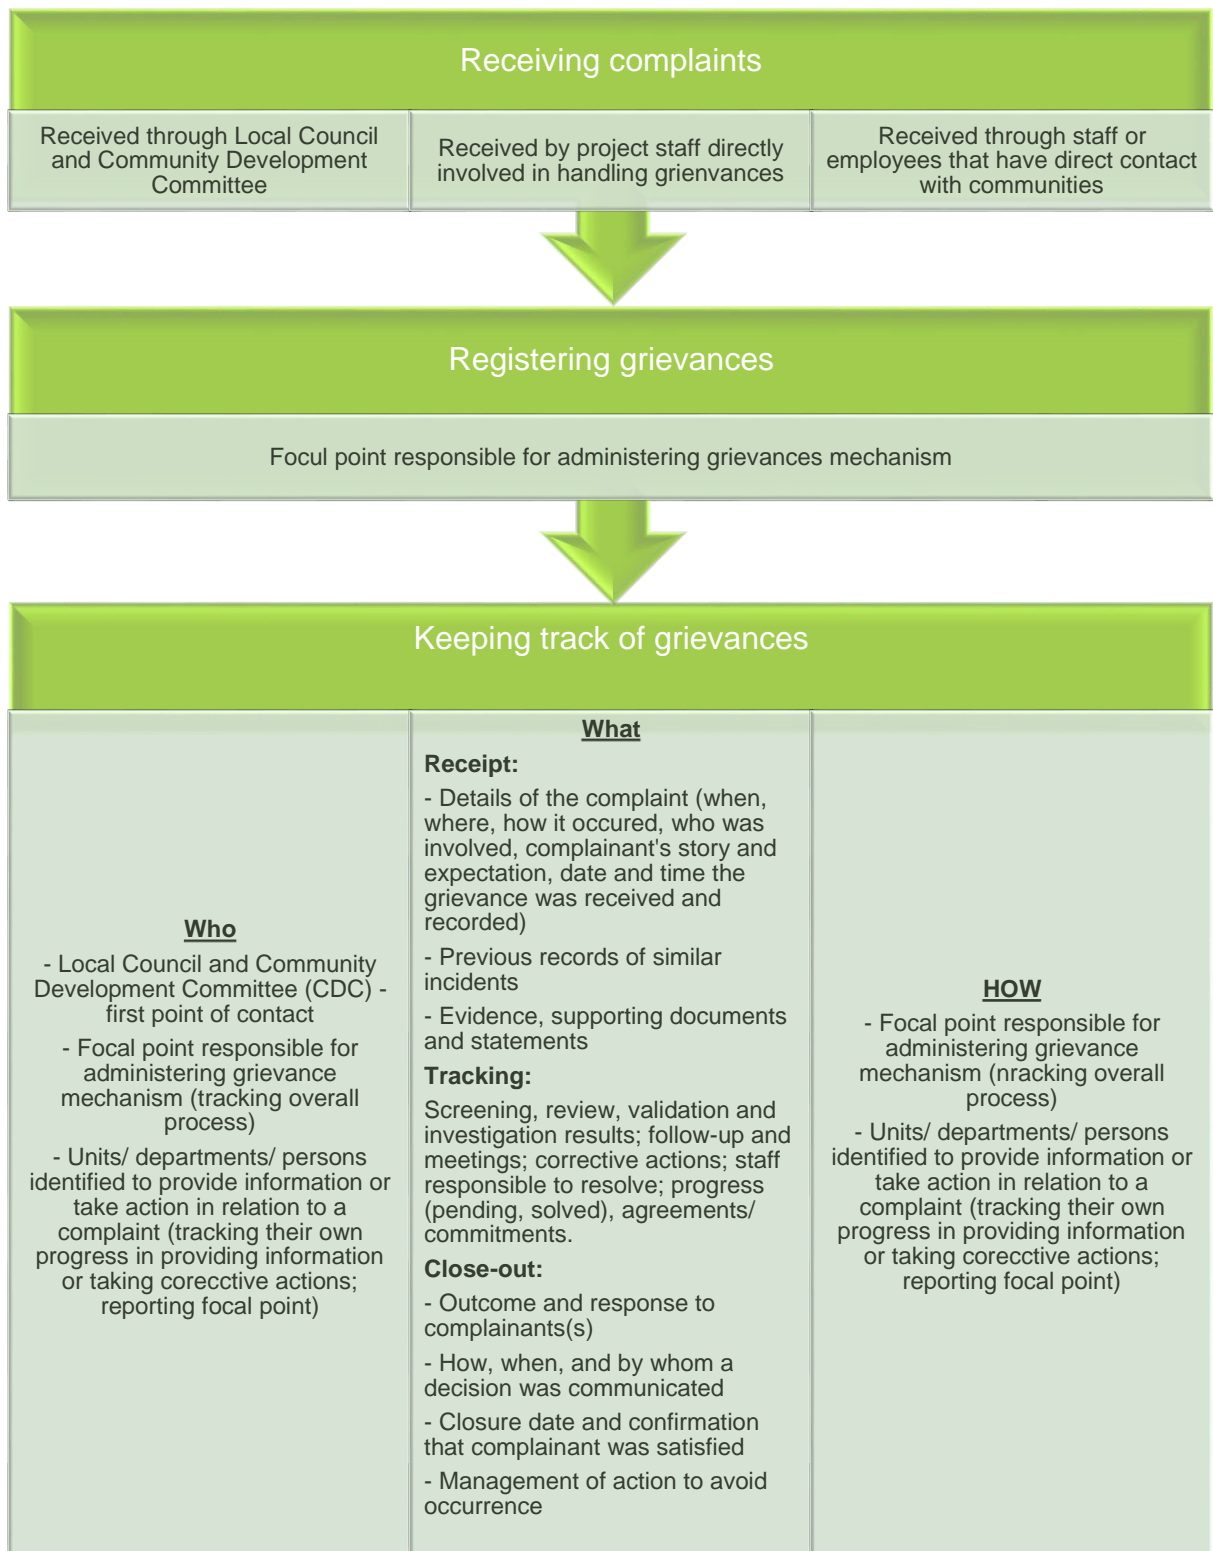 Receiving complaints
Received through Local Council
and Community Development
Committee
Received by project staff directly
involved in handling grienvances
Received through staff or
employees that have direct contact
with communities
Registering grievances
Focul point responsible for administering grievances mechanism
Keeping track of grievances
Who
- Local Council and Community
Development Committee (CDC) -
first point of contact
- Focal point responsible for
administering grievance
mechanism (tracking overall
process)
- Units/ departments/ persons
identified to provide information or
take action in relation to a
complaint (tracking their own
progress in providing information
or taking corecctive actions;
reporting focal point)
What
Receipt:
- Details of the complaint (when,
where, how it occured, who was
involved, complainant's story and
expectation, date and time the
grievance was received and
recorded)
- Previous records of similar
incidents
- Evidence, supporting documents
and statements
Tracking:
Screening, review, validation and
investigation results; follow-up and
meetings; corrective actions; staff
responsible to resolve; progress
(pending, solved), agreements/
commitments.
Close-out:
- Outcome and response to
complainants(s)
- How, when, and by whom a
decision was communicated
- Closure date and confirmation
that complainant was satisfied
- Management of action to avoid
occurrence
HOW
- Focal point responsible for
administering grievance
mechanism (nracking overall
process)
- Units/ departments/ persons
identified to provide information or
take action in relation to a
complaint (tracking their own
progress in providing information
or taking corecctive actions;
reporting focal point)